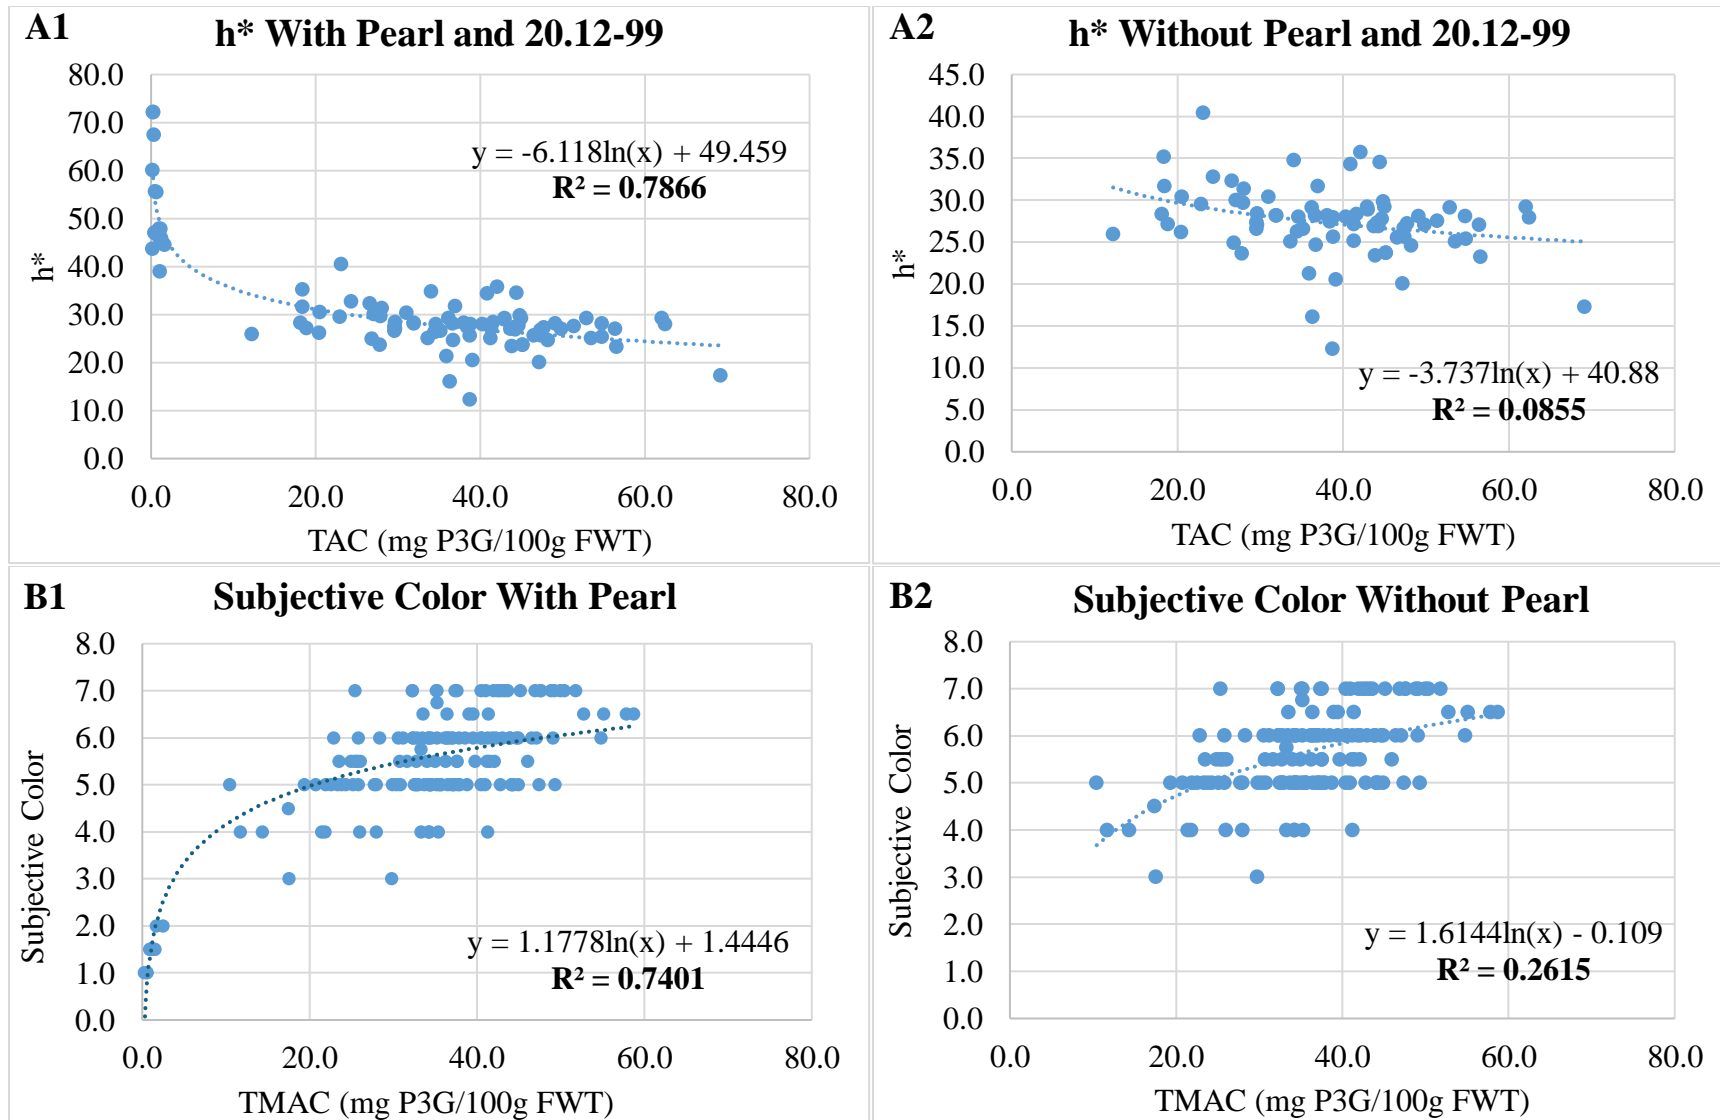 A1
h* With Pearl and 20.12-99
80.0
70.0
60.0
50.0
40.0
30.0
20.0
10.0
0.0
h*
y = -6.118ln(x) + 49.459
R² = 0.7866
0.0 20.0 40.0 60.0 80.0
TAC (mg P3G/100g FWT)
A2
h* Without Pearl and 20.12-99
45.0
40.0
35.0
30.0
25.0
20.0
15.0
10.0
5.0
0.0
h*
y = -3.737ln(x) + 40.88
R² = 0.0855
0.0 20.0 40.0 60.0 80.0
TAC (mg P3G/100g FWT)
B1
Subjective Color With Pearl
8.0
7.0
6.0
5.0
4.0
3.0
2.0
1.0
0.0
Subjective Color
y = 1.1778ln(x) + 1.4446
R² = 0.7401
0.0 20.0 40.0 60.0 80.0
TMAC (mg P3G/100g FWT)
B2
Subjective Color Without Pearl
8.0
7.0
6.0
5.0
4.0
3.0
2.0
1.0
0.0
Subjective Color
y = 1.6144ln(x) - 0.109
R² = 0.2615
0.0 20.0 40.0 60.0 80.0
TMAC (mg P3G/100g FWT)